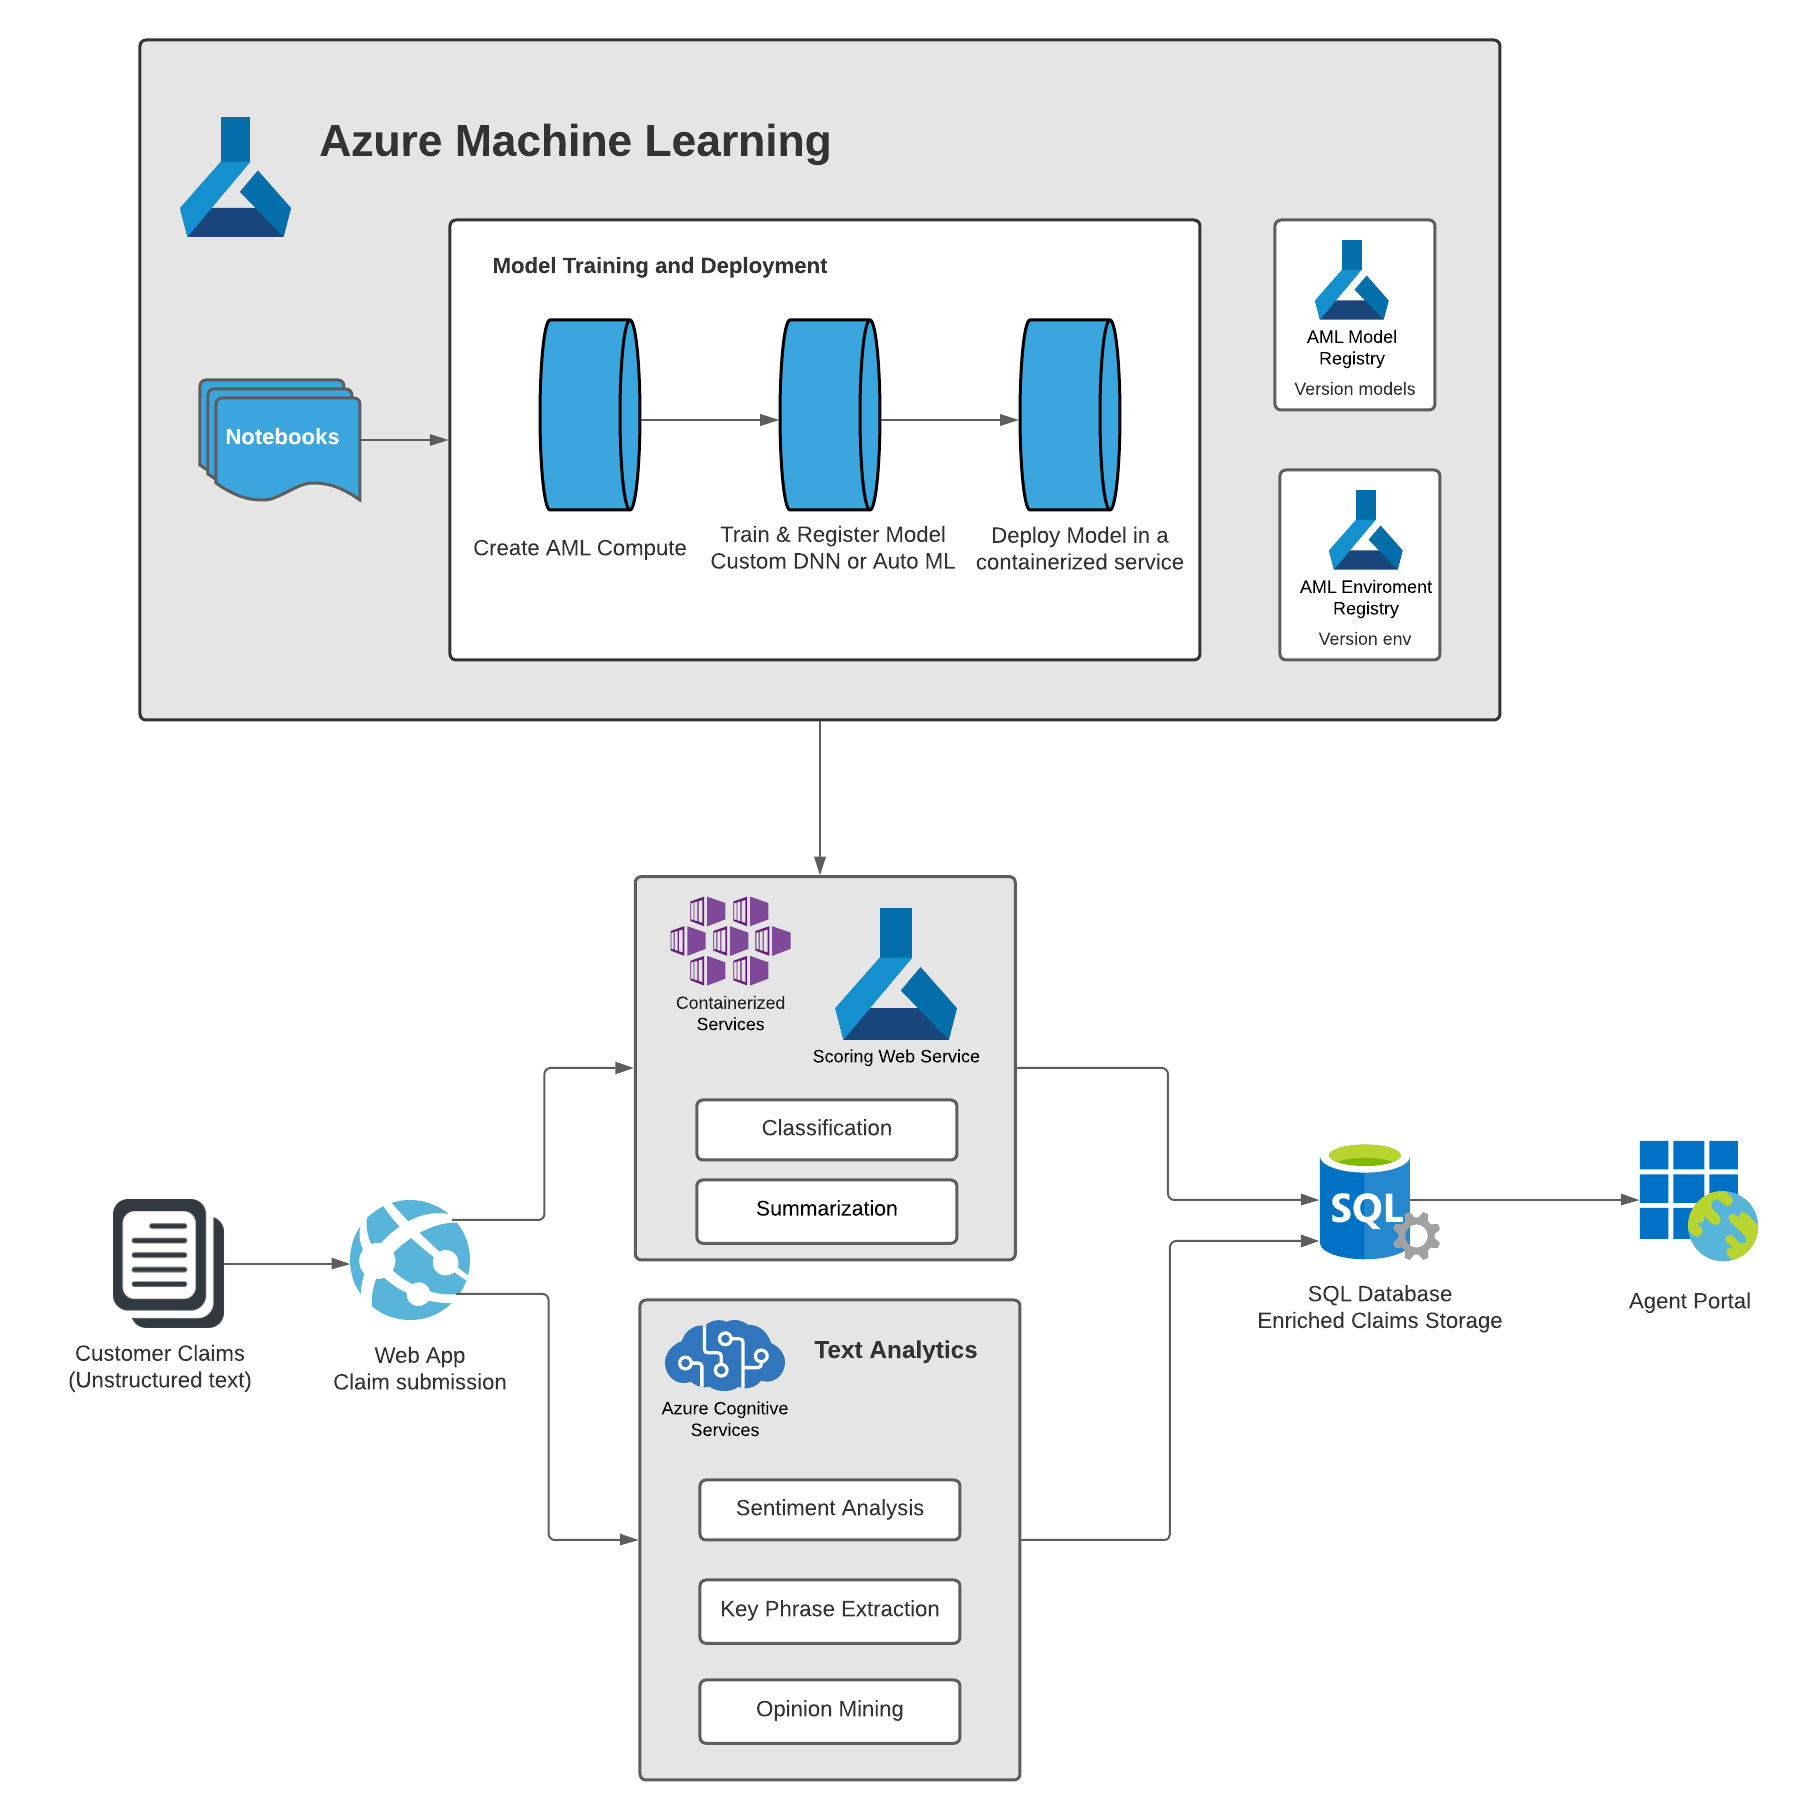 Azure Machine Learning
Model Training and Deployment
Notebooks
Create AML Compute
Train & Register Model
Custom DNN or Auto ML
Deploy Model in a
containerized service
AML Model
Registry
Version models
AML Enviroment
Registry
Version env
Containerized
Services
Scoring Web Service
Classification
Summarization
Customer Claims
(Unstructured text)
Web App
Claim submission
Text Analytics
Azure Cognitive
Services
Sentiment Analysis
Key Phrase Extraction
Opinion Mining
SQL
SQL Database
Enriched Claims Storage
Agent Portal